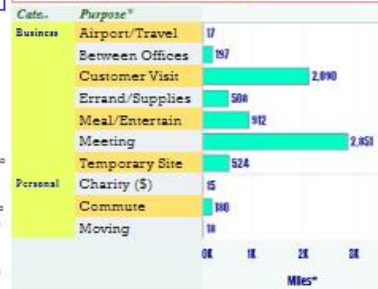 Cate.. Purpose*
Business Airport/Travel 17
Between Offices 197
Customer Visit 2,090
Errand/Supplies 508
Meal/Entertain 912
Meeting 2,851
Temporary Site 524
Personal Charity ($) 15
Commute 180
Moving 18
0K 1K 2K 3K
Miles*